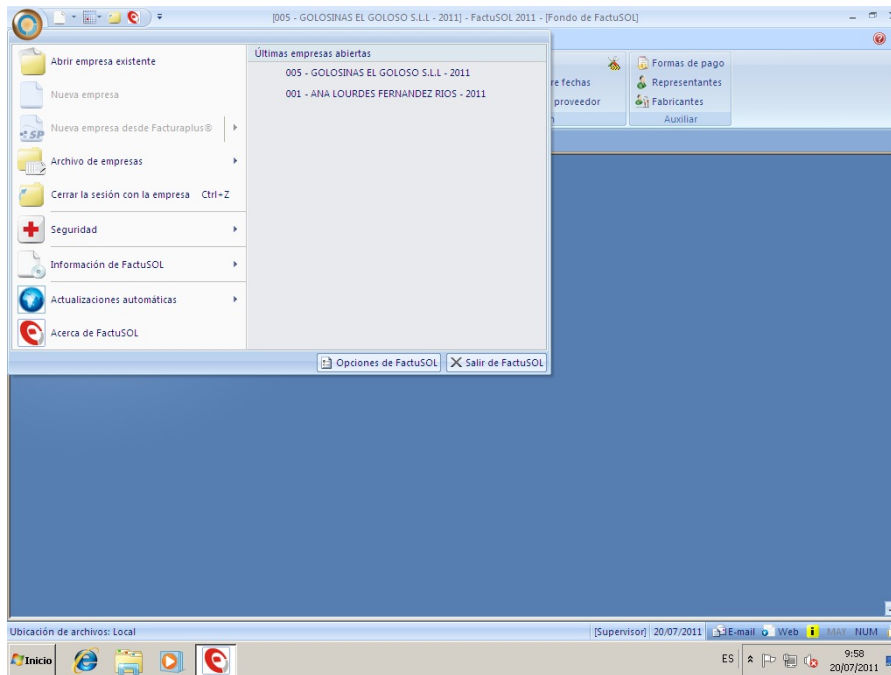 [005 - GOLOSINAS EL GOLOSO S.L.L - 2011] - FactuSOL 2011 - [Fondo de FactuSOL]
Abrir empresa existente
Nueva empresa
Nueva empresa desde Facturaplus®
SP
Archivo de empresas
Cerrar la sesión con la empresa Ctrl+Z
Seguridad
Información de FactuSOL
Actualizaciones automáticas
Acerca de FactuSOL
Últimas empresas abiertas
005 - GOLOSINAS EL GOLOSO S.L.L - 2011
001 - ANA LOURDES FERNANDEZ RIOS - 2011
Opciones de FactuSOL
Salir de FactuSOL
re fechas
proveedor
Formas de pago
Representantes
Fabricantes
Auxiliar
Ubicación de archivos: Local
[Supervisor] 20/07/2011 E-mail Web i MAY NUM
Inicio
ES
9:58
20/07/2011